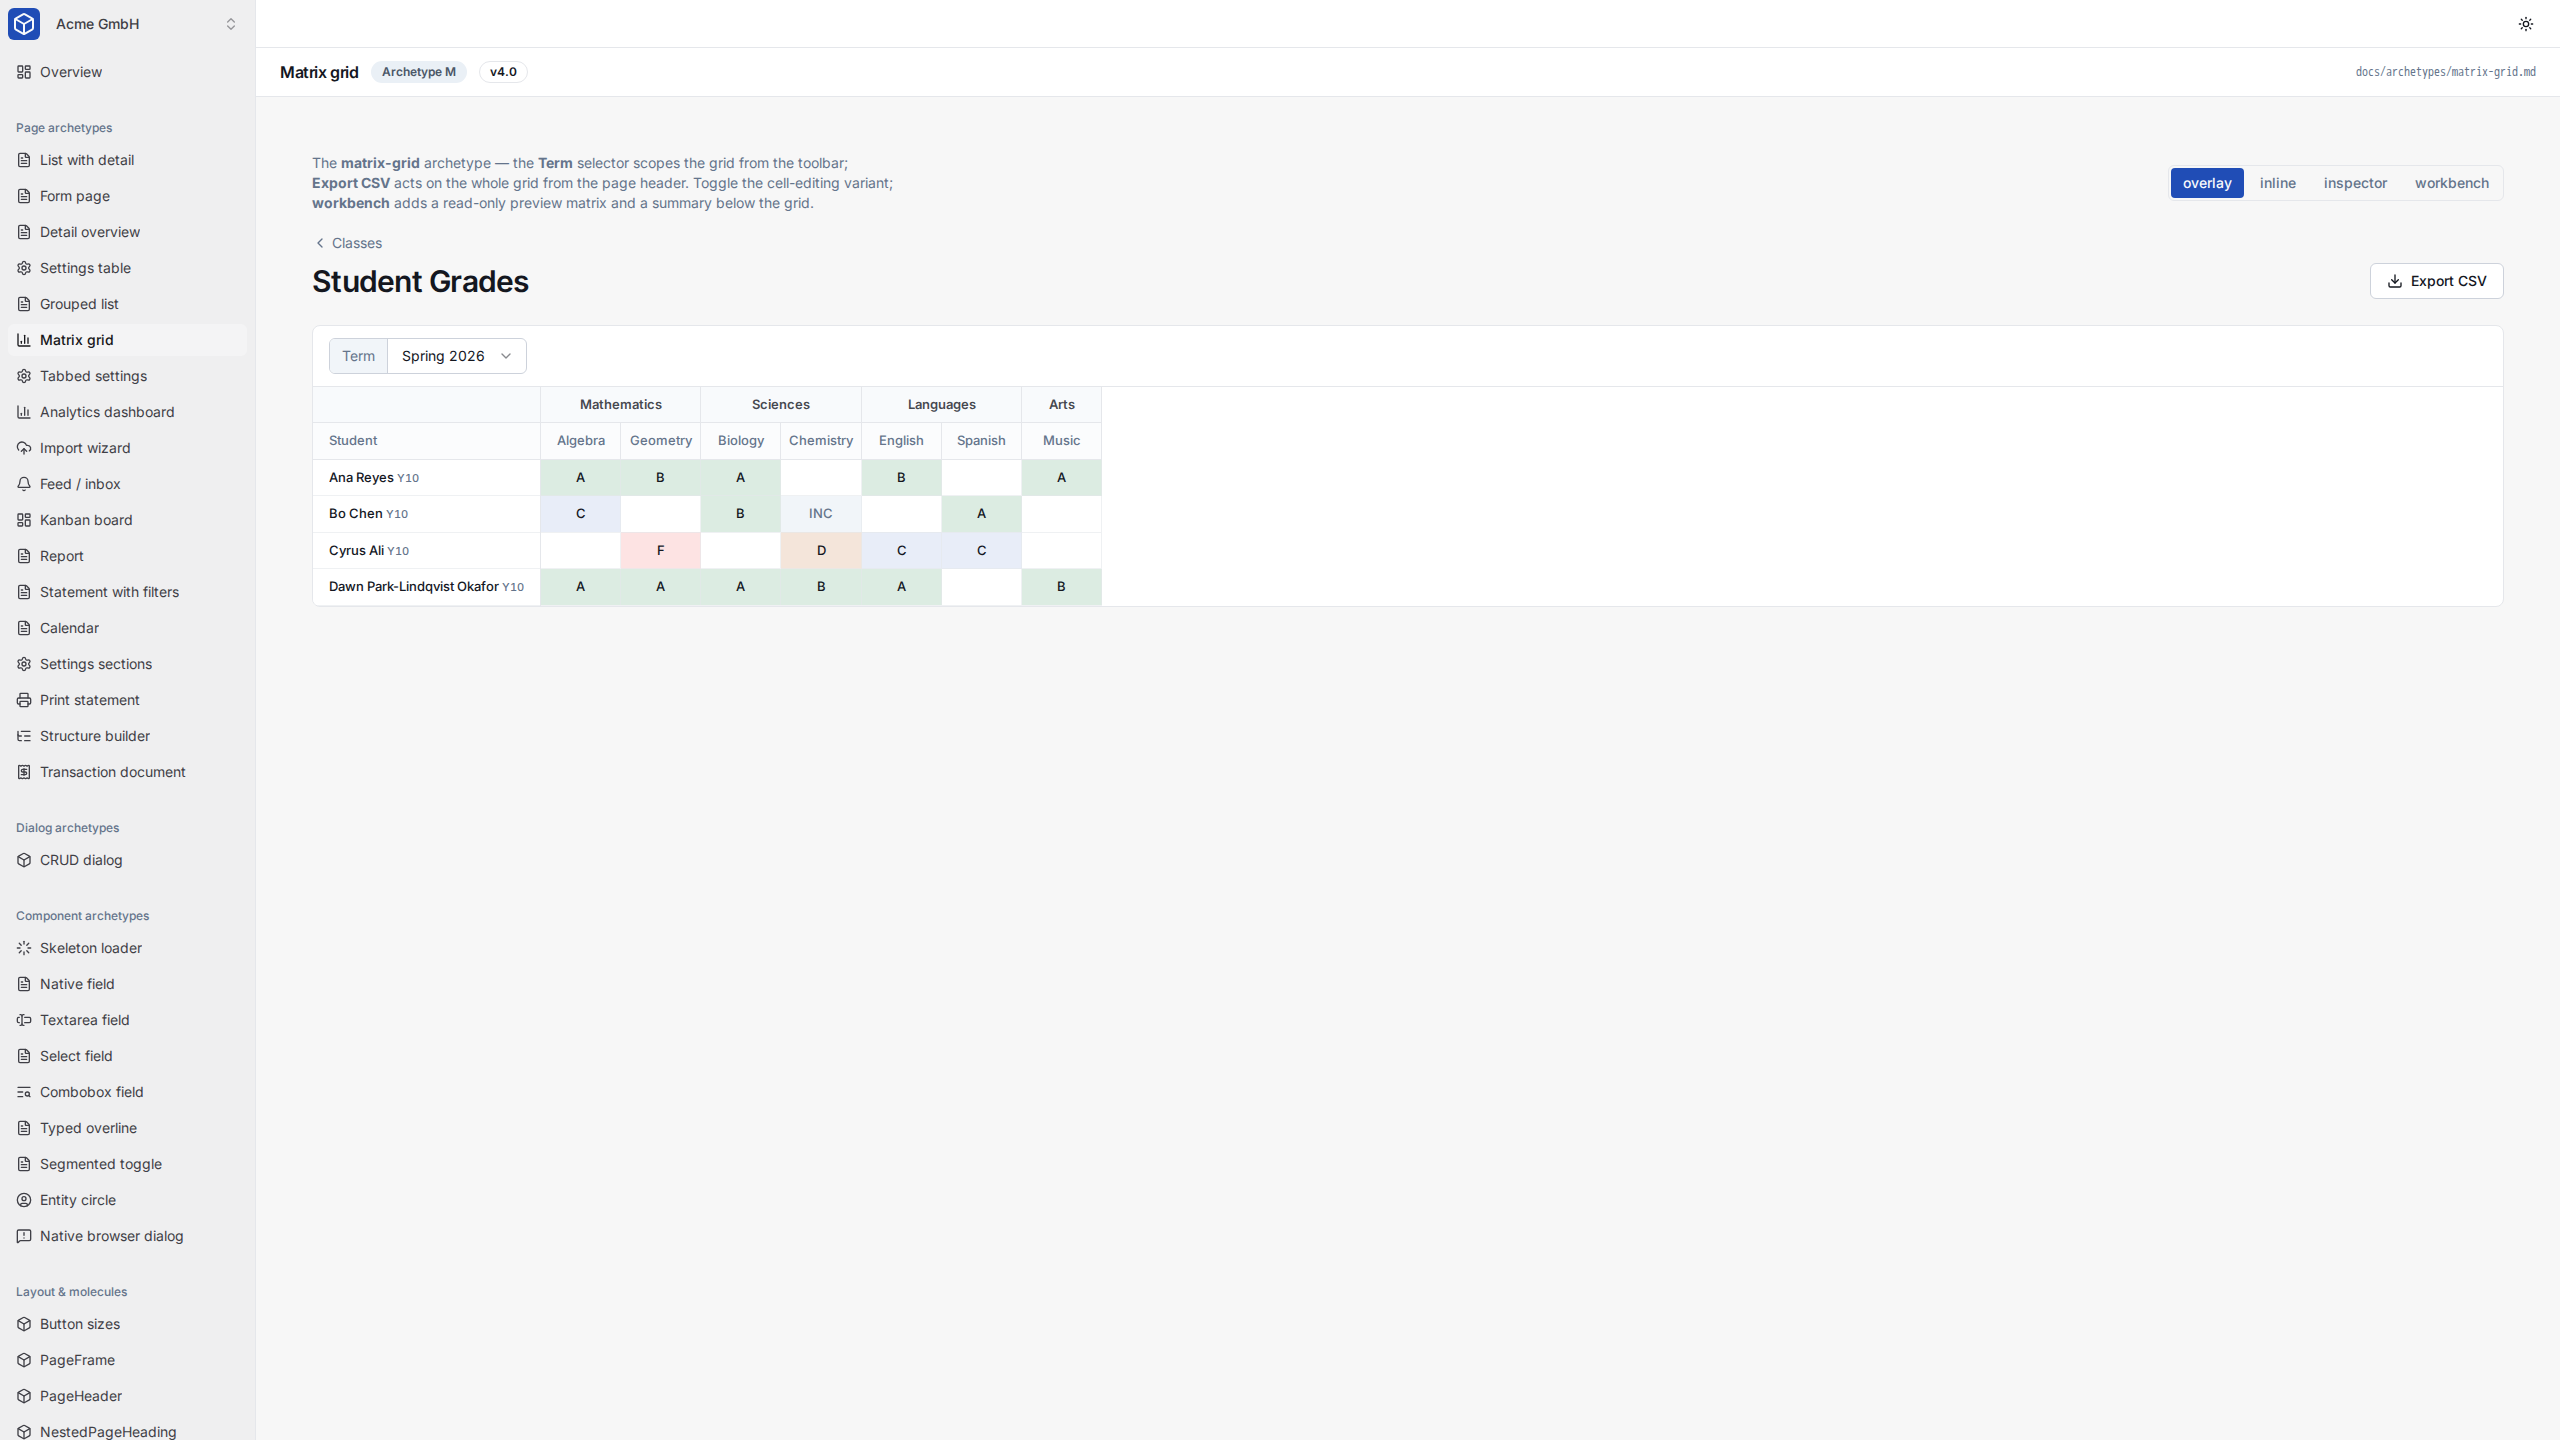 Acme GmbH
Overview
Page archetypes
List with detail
Form page
Detail overview
Settings table
Grouped list
Matrix grid
Tabbed settings
Analytics dashboard
Import wizard
Feed / inbox
Kanban board
Report
Statement with filters
Calendar
Settings sections
Print statement
Structure builder
Transaction document
Dialog archetypes
CRUD dialog
Component archetypes
Skeleton loader
Native field
Textarea field
Select field
Combobox field
Typed overline
Segmented toggle
Entity circle
Native browser dialog
Layout & molecules
Button sizes
PageFrame
PageHeader
NestedPageHeading
Matrix grid Archetype M v4.0 docs/archetypes/matrix-grid.md
The matrix-grid archetype — the Term selector scopes the grid from the toolbar;
Export CSV acts on the whole grid from the page header. Toggle the cell-editing variant;
workbench adds a read-only preview matrix and a summary below the grid.
overlay inline inspector workbench
Classes
Student Grades
Export CSV
Term Spring 2026
Mathematics Sciences Languages Arts
Student Algebra Geometry Biology Chemistry English Spanish Music
Ana Reyes Y10 A B A B A
Bo Chen Y10 C B INC A
Cyrus Ali Y10 F D C C
Dawn Park-Lindqvist Okafor Y10 A A A B A B